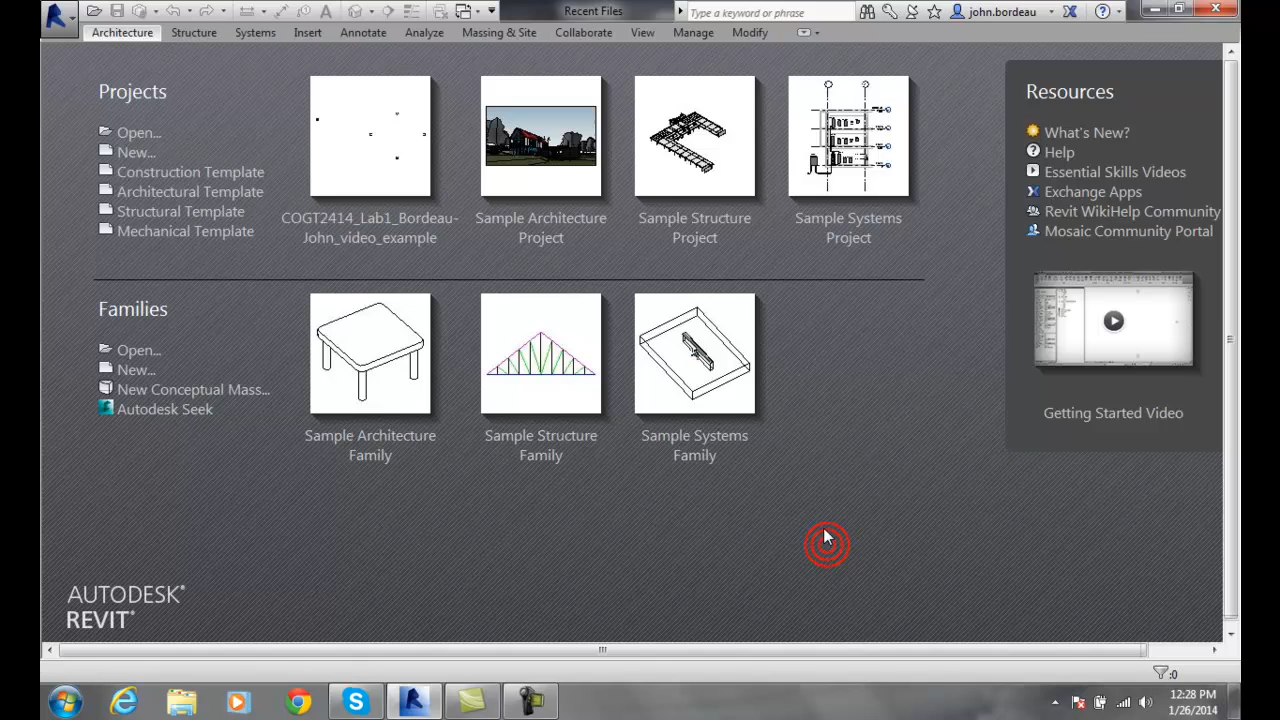 Recent Files
Type a keyword or phrase
john.bordeau
Architecture
Structure
Systems
Insert
Annotate
Analyze
Massing & Site
Collaborate
View
Manage
Modify
Projects
Open...
New...
Construction Template
Architectural Template
Structural Template
Mechanical Template
COGT2414_Lab1_Bordeau-
John_video_example
Sample Architecture
Project
Sample Structure
Project
Sample Systems
Project
Resources
What's New?
Help
Essential Skills Videos
Exchange Apps
Revit WikiHelp Community
Mosaic Community Portal
Getting Started Video
Families
Open...
New...
New Conceptual Mass...
Autodesk Seek
Sample Architecture
Family
Sample Structure
Family
Sample Systems
Family
AUTODESK®
REVIT®
:0
12:28 PM
1/26/2014